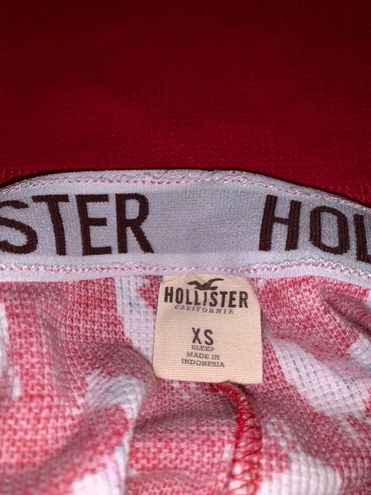 STER HOL
HOLLISTER
CALIFORNIA
XS
SLEEP
MADE IN
INDONESIA